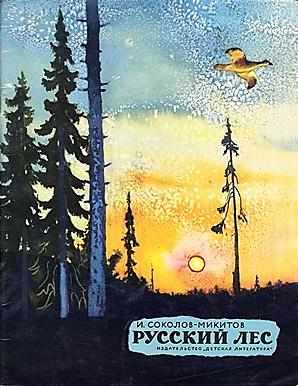 И. СОКОЛОВ-МИКИТОВ
РУССКИЙ ЛЕС
ИЗДАТЕЛЬСТВО „ДЕТСКАЯ ЛИТЕРАТУРА"